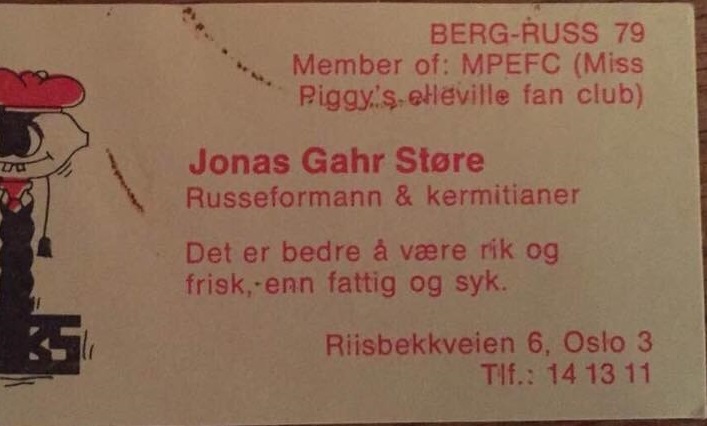 BERG-RUSS 79
Member of: MPEFC (Miss
Piggy's elleville fan club)
Jonas Gahr Støre
Russeformann & kermitianer
Det er bedre å være rik og
frisk, enn fattig og syk.
Riisbekkveien 6, Oslo 3
Tlf.: 14 13 11
BS